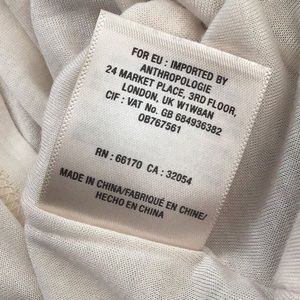 FOR EU : IMPORTED BY
ANTHROPOLOGIE
24 MARKET PLACE, 3RD FLOOR,
LONDON, UK W1W8AN
CIF : VAT No. GB 684936382
OB767561
RN : 66170 CA : 32054
MADE IN CHINA/FABRIQUÉ EN CHINE/
HECHO EN CHINA